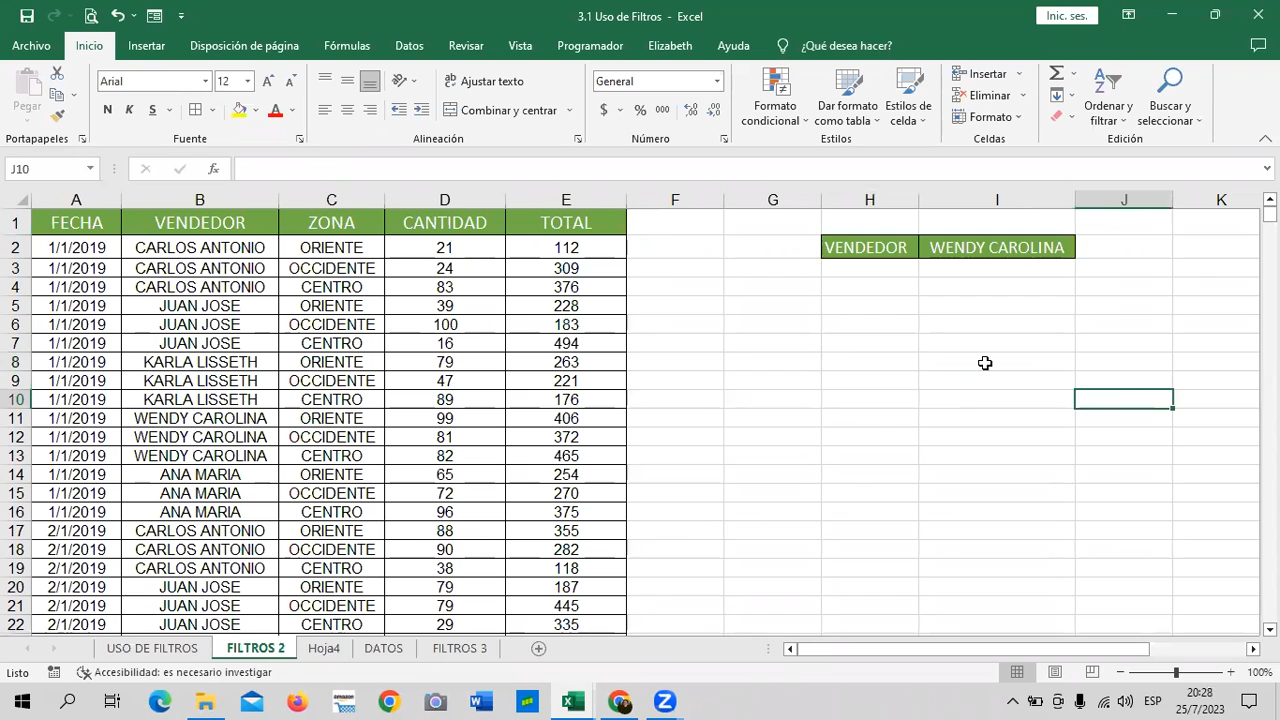 3.1 Uso de Filtros - Excel
Inic. ses.
Archivo Inicio Insertar Disposición de página Fórmulas Datos Revisar Vista Programador Elizabeth Ayuda ¿Qué desea hacer?
Pegar
Arial 12
N K S
Ajustar texto
Combinar y centrar
General
$ % 000
Formato condicional
Dar formato como tabla
Estilos de celda
Insertar
Eliminar
Formato
Ordenar y filtrar
Buscar y seleccionar
Portapapeles Fuente Alineación Número Estilos Celdas Edición
J10 fx
A B C D E F G H I J K
1 FECHA VENDEDOR ZONA CANTIDAD TOTAL
2 1/1/2019 CARLOS ANTONIO ORIENTE 21 112 VENDEDOR WENDY CAROLINA
3 1/1/2019 CARLOS ANTONIO OCCIDENTE 24 309
4 1/1/2019 CARLOS ANTONIO CENTRO 83 376
5 1/1/2019 JUAN JOSE ORIENTE 39 228
6 1/1/2019 JUAN JOSE OCCIDENTE 100 183
7 1/1/2019 JUAN JOSE CENTRO 16 494
8 1/1/2019 KARLA LISSETH ORIENTE 79 263
9 1/1/2019 KARLA LISSETH OCCIDENTE 47 221
10 1/1/2019 KARLA LISSETH CENTRO 89 176
11 1/1/2019 WENDY CAROLINA ORIENTE 99 406
12 1/1/2019 WENDY CAROLINA OCCIDENTE 81 372
13 1/1/2019 WENDY CAROLINA CENTRO 82 465
14 1/1/2019 ANA MARIA ORIENTE 65 254
15 1/1/2019 ANA MARIA OCCIDENTE 72 270
16 1/1/2019 ANA MARIA CENTRO 96 375
17 2/1/2019 CARLOS ANTONIO ORIENTE 88 355
18 2/1/2019 CARLOS ANTONIO OCCIDENTE 90 282
19 2/1/2019 CARLOS ANTONIO CENTRO 38 118
20 2/1/2019 JUAN JOSE ORIENTE 79 187
21 2/1/2019 JUAN JOSE OCCIDENTE 79 445
22 2/1/2019 JUAN JOSE CENTRO 29 335
USO DE FILTROS FILTROS 2 Hoja4 DATOS FILTROS 3
Listo Accesibilidad: es necesario investigar 100%
ESP 20:28
25/7/2023